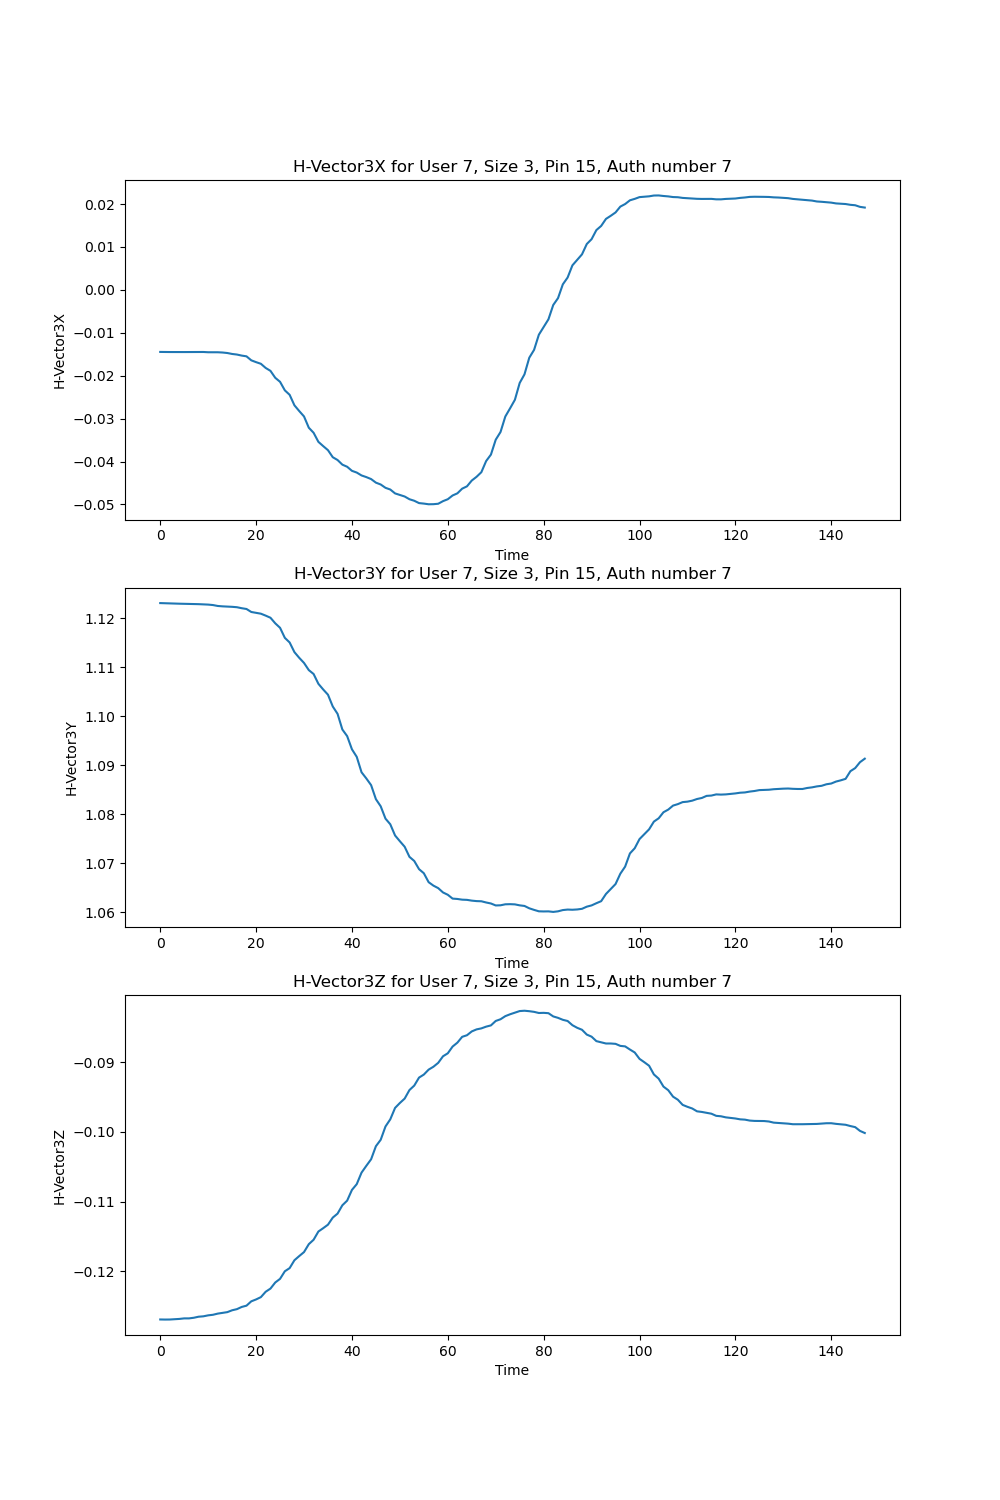 H-Vector3X for User 7, Size 3, Pin 15, Auth number 7
0.02
0.01
0.00
−0.01
−0.02
−0.03
−0.04
−0.05
H-Vector3X
0 20 40 60 80 100 120 140
Time
H-Vector3Y for User 7, Size 3, Pin 15, Auth number 7
1.12
1.11
1.10
1.09
1.08
1.07
1.06
H-Vector3Y
0 20 40 60 80 100 120 140
Time
H-Vector3Z for User 7, Size 3, Pin 15, Auth number 7
−0.09
−0.10
−0.11
−0.12
H-Vector3Z
0 20 40 60 80 100 120 140
Time